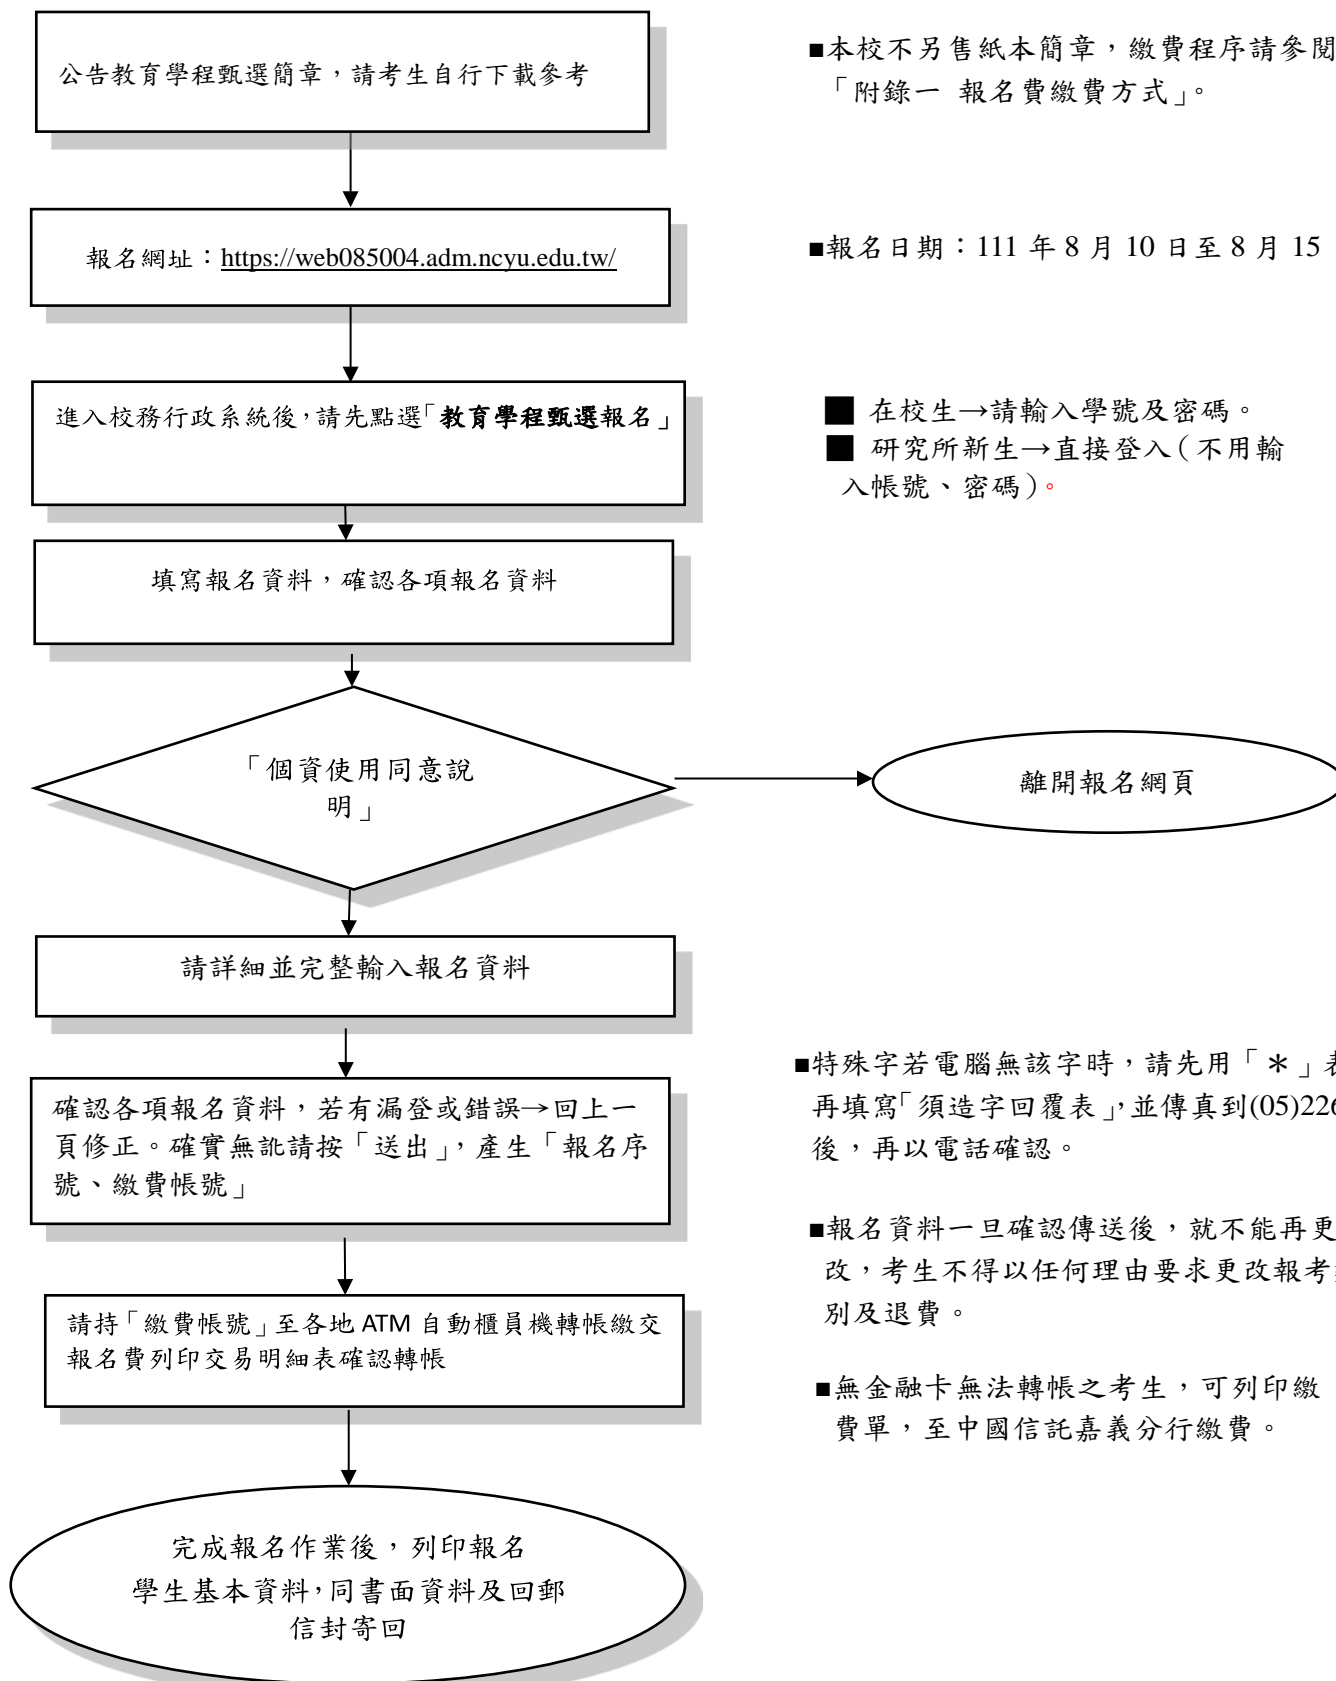 公告教育學程甄選簡章，請考生自行下載參考
■本校不另售紙本簡章，繳費程序請參閱
「附錄一 報名費繳費方式」。
報名網址：https://web085004.adm.ncyu.edu.tw/
■報名日期：111 年 8 月 10 日至 8 月 15
進入校務行政系統後，請先點選「教育學程甄選報名」
■ 在校生→請輸入學號及密碼。
■ 研究所新生→直接登入（不用輸
入帳號、密碼）。
填寫報名資料，確認各項報名資料
「個資使用同意說
明」
離開報名網頁
請詳細並完整輸入報名資料
■特殊字若電腦無該字時，請先用「＊」表
再填寫「須造字回覆表」，並傳真到(05)226
後，再以電話確認。
確認各項報名資料，若有漏登或錯誤→回上一
頁修正。確實無訛請按「送出」，產生「報名序
號、繳費帳號」
■報名資料一旦確認傳送後，就不能再更
改，考生不得以任何理由要求更改報考
別及退費。
請持「繳費帳號」至各地 ATM 自動櫃員機轉帳繳交
報名費列印交易明細表確認轉帳
■無金融卡無法轉帳之考生，可列印繳
費單，至中國信託嘉義分行繳費。
完成報名作業後，列印報名
學生基本資料，同書面資料及回郵
信封寄回